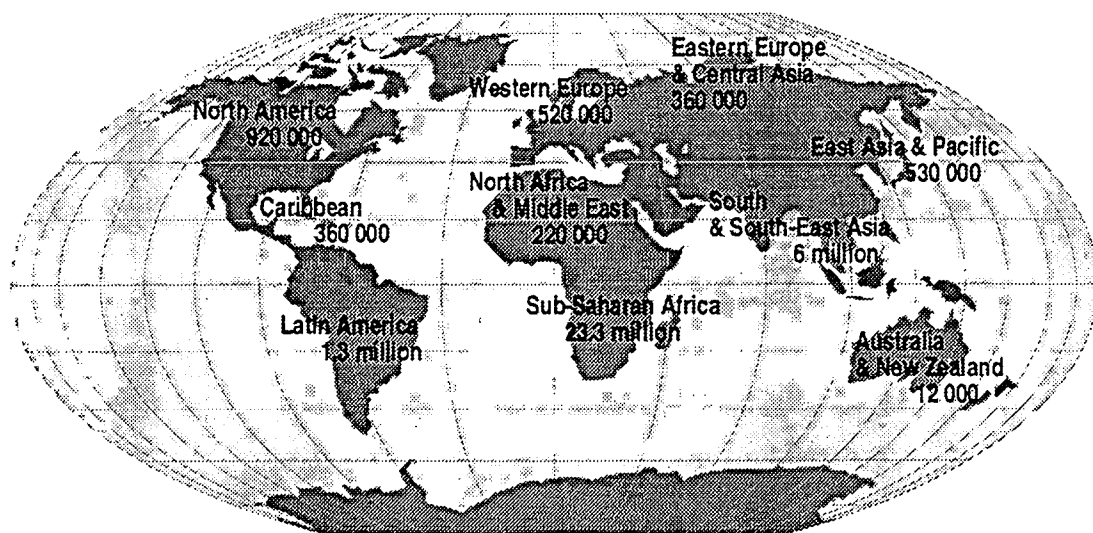 Eastern Europe
& Central Asia
360 000
Western Europe
520 000
North America
920 000
East Asia & Pacific
530 000
North Africa
& Middle East
220 000
South
& South-East Asia
6 million
Caribbean
360 000
Sub-Saharan Africa
23.3 million
Latin America
1.3 million
Australia
& New Zealand
12 000